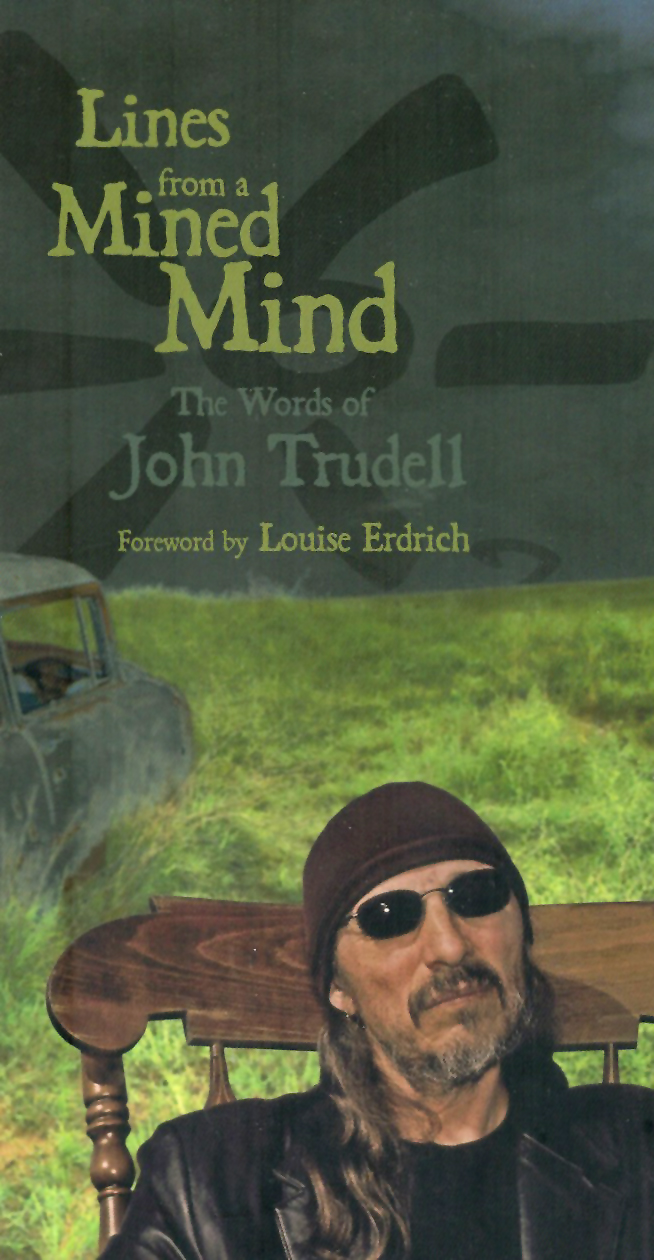 Lines
from a
Mined
Mind
The Words of
John Trudell
Foreword by Louise Erdrich